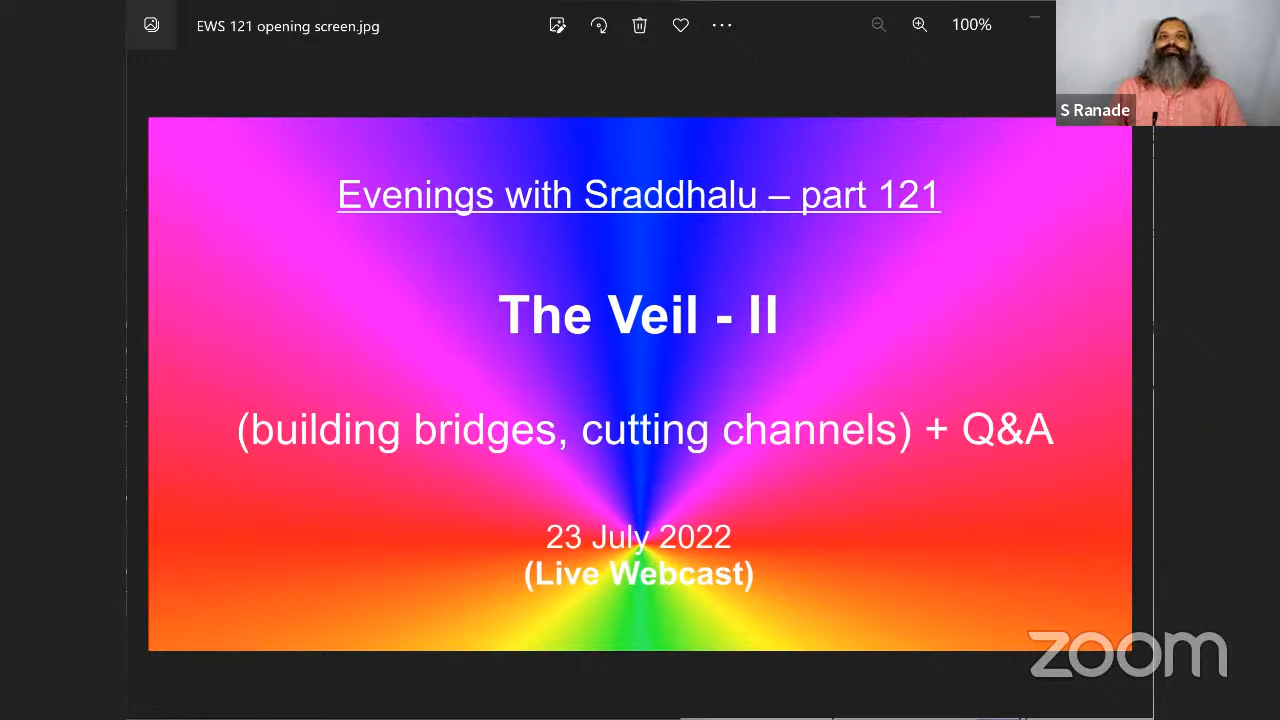 EWS 121 opening screen.jpg
100%
S Ranade
Evenings with Sraddhalu – part 121
The Veil - II
(building bridges, cutting channels) + Q&A
23 July 2022
(Live Webcast)
zoom